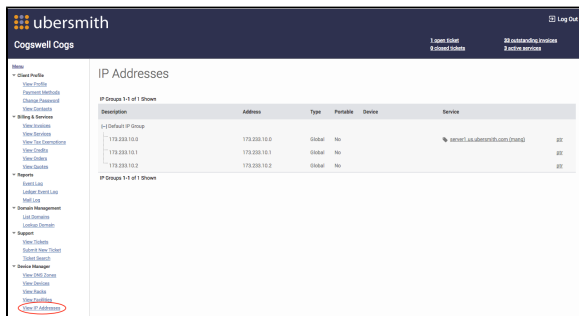 ubersmith
Log Out
Cogswell Cogs
1 open ticket
33 outstanding invoices
9 closed tickets
3 active services
Menu
Client Profile
View Profile
Payment Methods
Change Password
View Contacts
Billing & Services
View Invoices
View Services
View Tax Exemptions
View Credits
View Orders
View Quotes
Reports
Event Log
Ledger Event Log
Mail Log
Domain Management
List Domains
Lookup Domain
Support
View Tickets
Submit New Ticket
Ticket Search
Device Manager
View DNS Zones
View Devices
View Racks
View Facilities
View IP Addresses
IP Addresses
IP Groups 1-1 of 1 Shown
Description Address Type Portable Device Service
[-] Default IP Group
173.233.10.0 173.233.10.0 Global No server1.us.ubersmith.com (mang) ptr
173.233.10.1 173.233.10.1 Global No ptr
173.233.10.2 173.233.10.2 Global No ptr
IP Groups 1-1 of 1 Shown